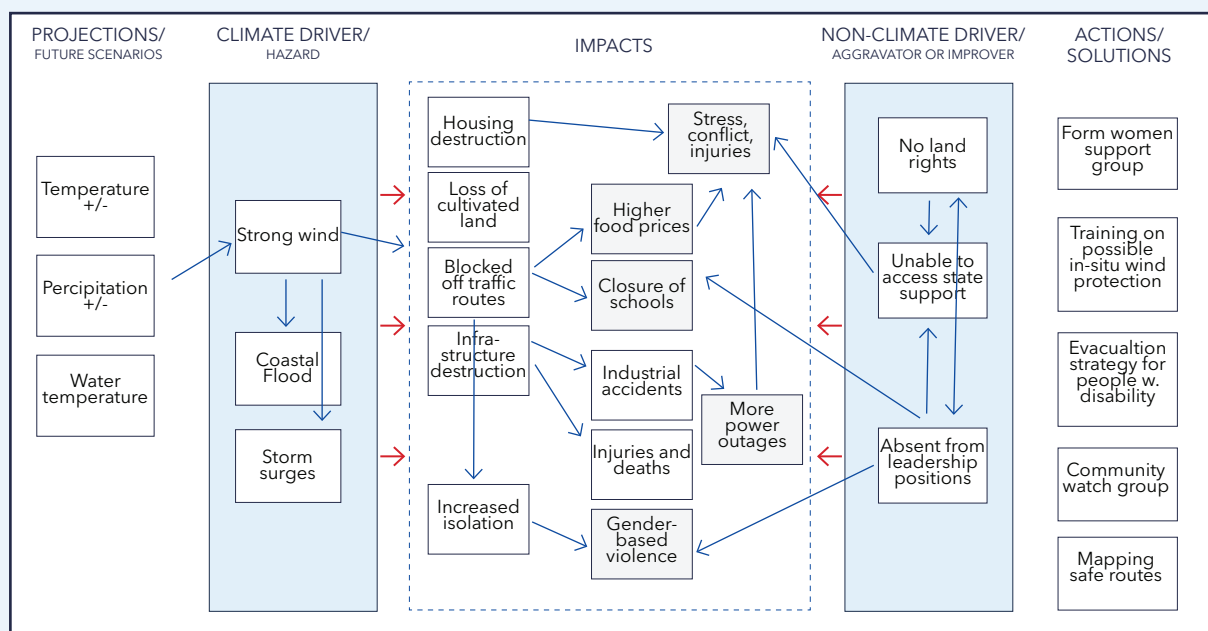 PROJECTIONS/
FUTURE SCENARIOS
CLIMATE DRIVER/
HAZARD
IMPACTS
NON-CLIMATE DRIVER/
AGGRAVATOR OR IMPROVER
ACTIONS/
SOLUTIONS
Temperature
+/-
Percipitation
+/-
Water
temperature
Strong wind
Coastal
Flood
Storm
surges
Housing
destruction
Loss of
cultivated
land
Blocked
off traffic
routes
Infra-
structure
destruction
Increased
isolation
Stress,
conflict,
injuries
Higher
food prices
Closure of
schools
Industrial
accidents
More
power
outages
Injuries and
deaths
Gender-
based
violence
No land
rights
Unable to
access state
support
Absent from
leadership
positions
Form women
support
group
Training on
possible
in-situ wind
protection
Evacualtion
strategy for
people w.
disability
Community
watch group
Mapping
safe routes